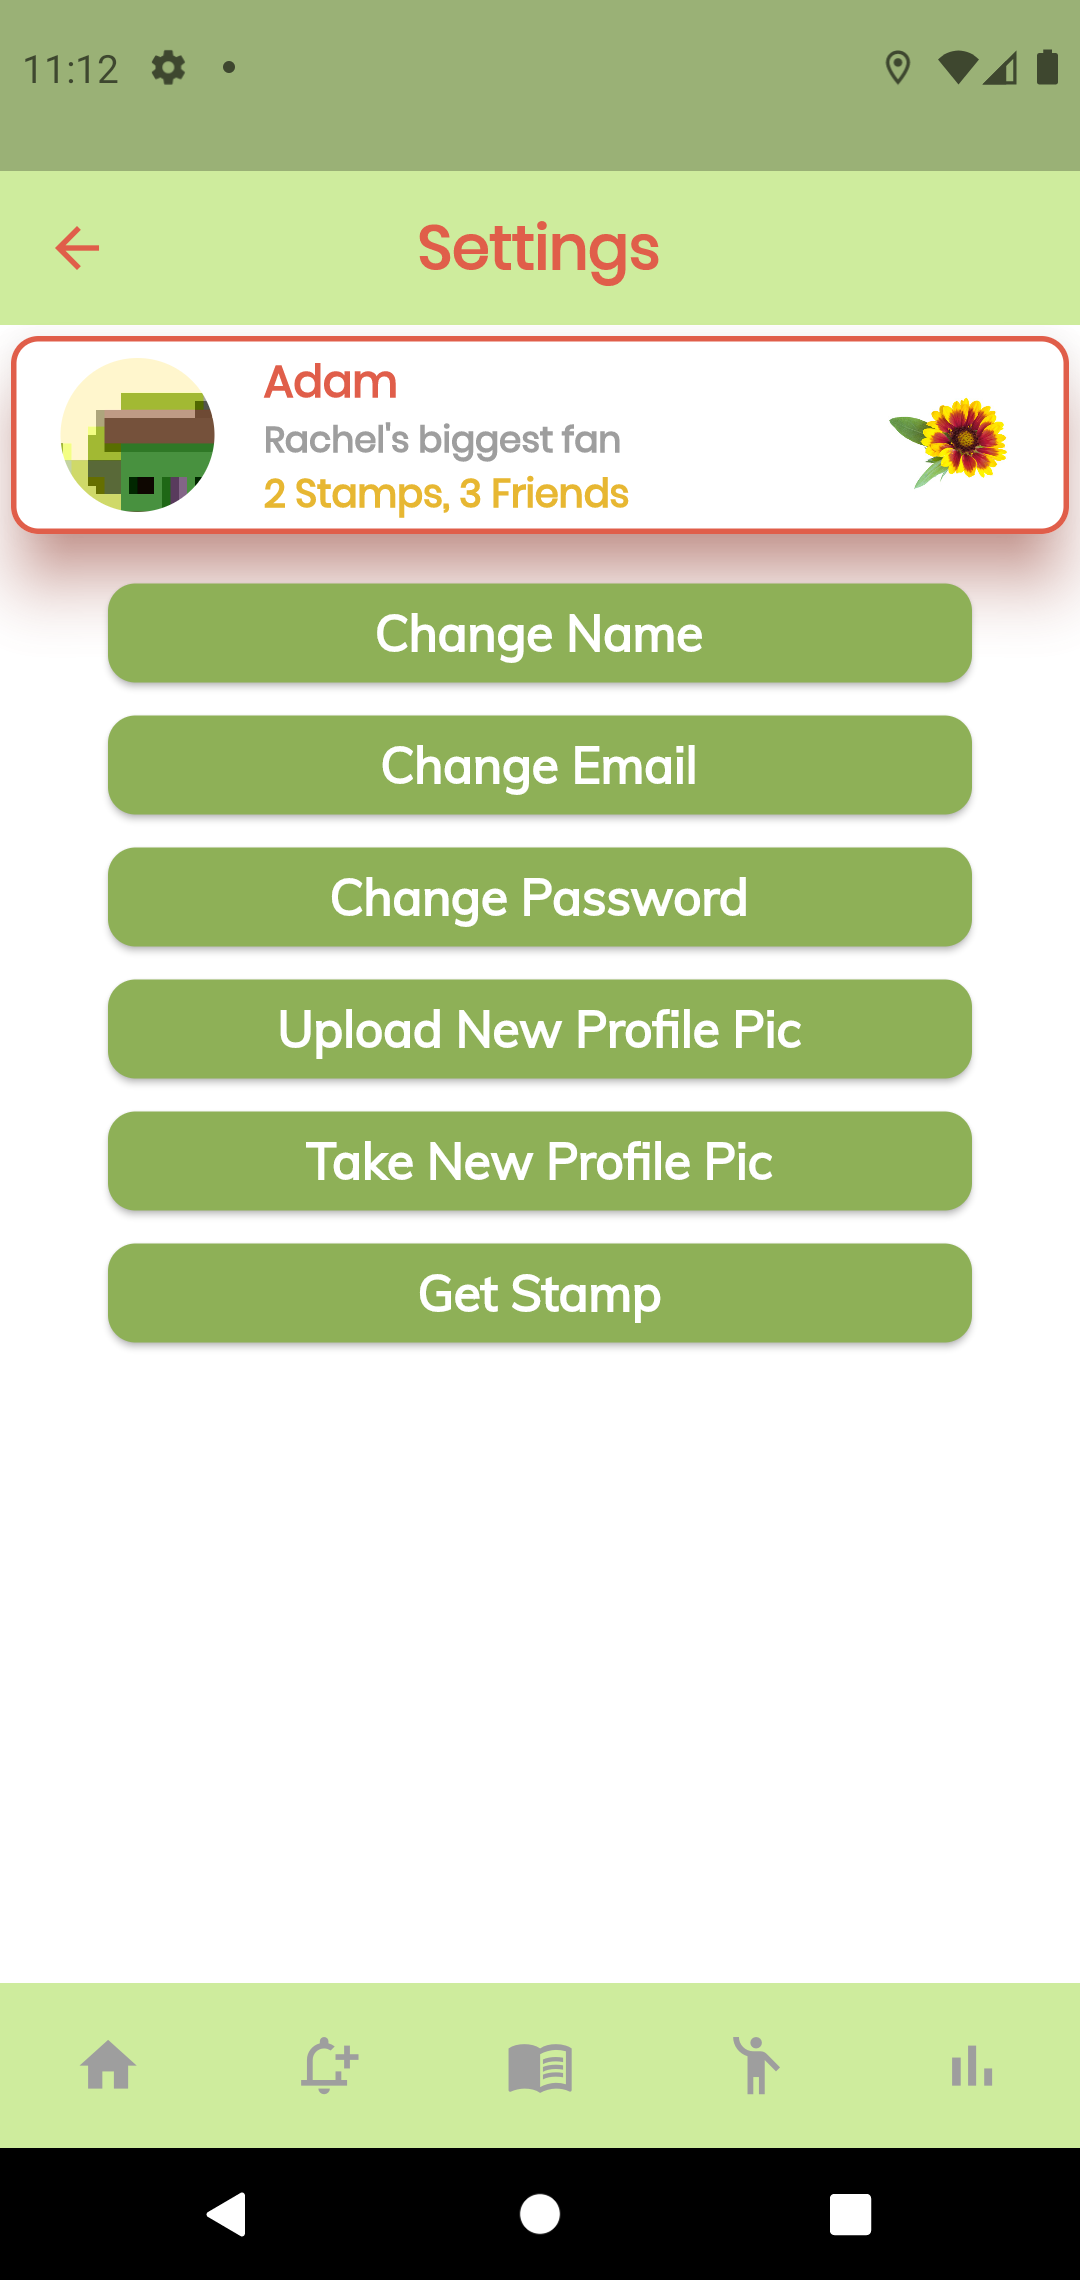 11:12
Settings
Adam
Rachel's biggest fan
2 Stamps, 3 Friends
Change Name
Change Email
Change Password
Upload New Profile Pic
Take New Profile Pic
Get Stamp